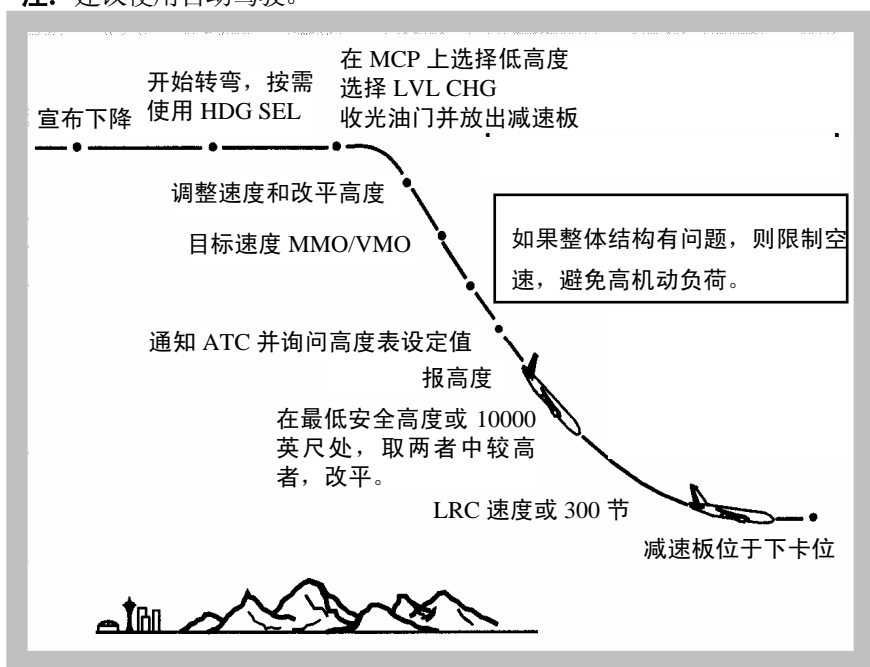 注: 建议使用自动驾驶。
宣布下降
开始转弯，按需
使用 HDG SEL
在 MCP 上选择低高度
选择 LVL CHG
收光油门并放出减速板
调整速度和改平高度
目标速度 MMO/VMO
如果整体结构有问题，则限制空
速，避免高机动负荷。
通知 ATC 并询问高度表设定值
报高度
在最低安全高度或 10000
英尺处，取两者中较高
者，改平。
LRC 速度或 300 节
减速板位于下卡位